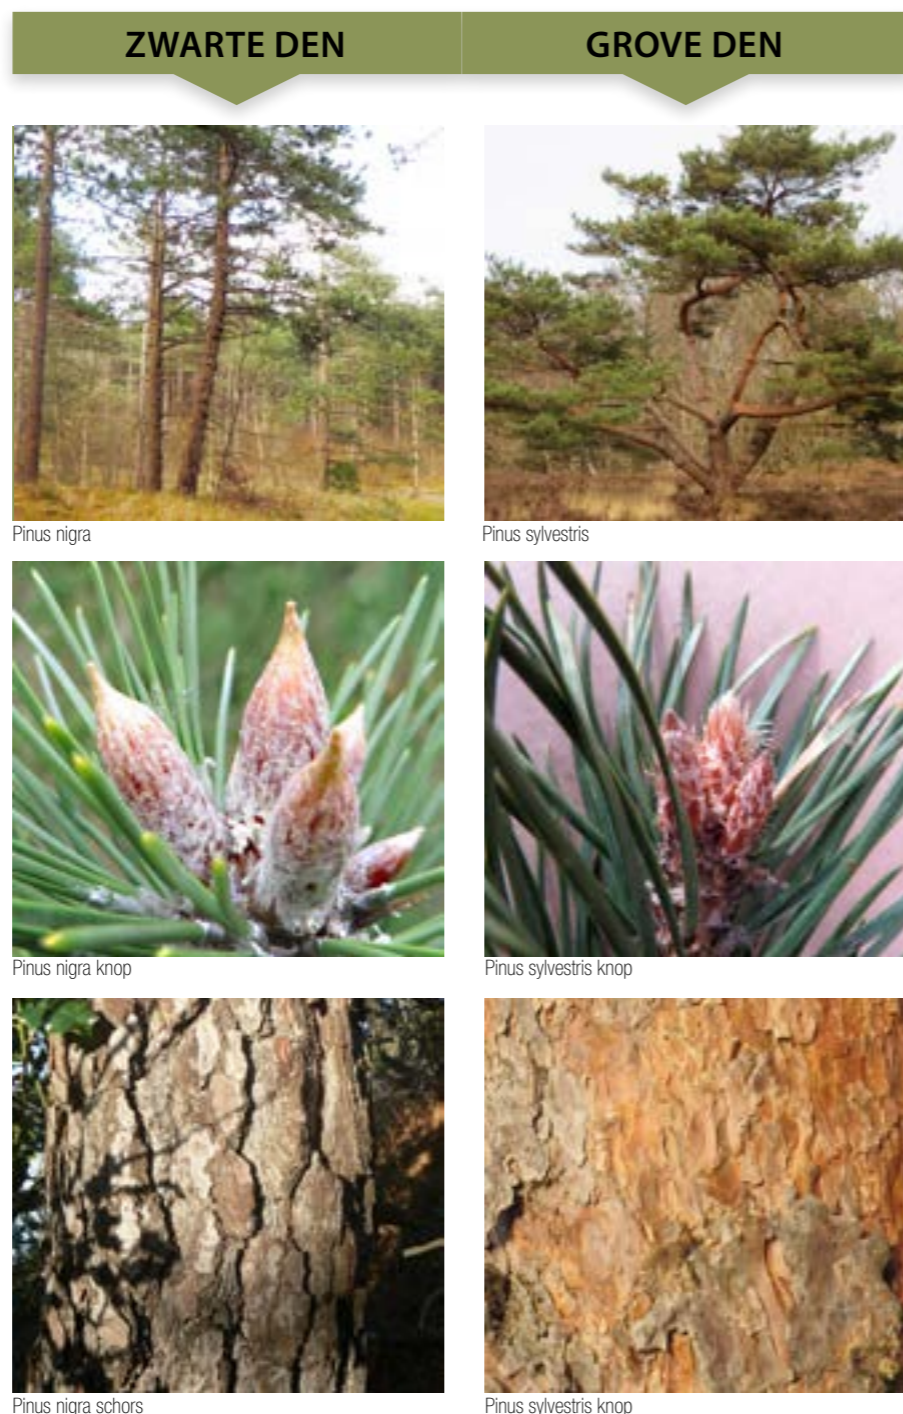 ZWARTE DEN
GROVE DEN
Pinus nigra
Pinus sylvestris
Pinus nigra knop
Pinus sylvestris knop
Pinus nigra schors
Pinus sylvestris knop